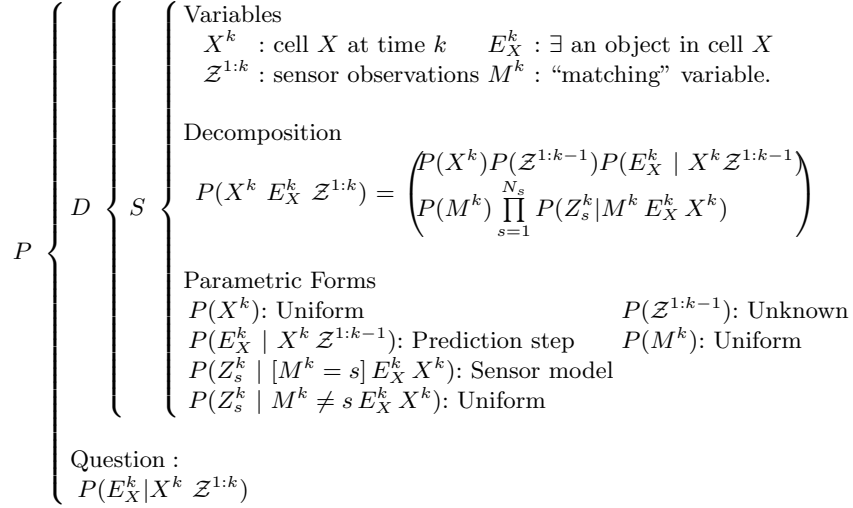 Variables
X^k : cell X at time k E_X^k : ∃ an object in cell X
𝒵^{1:k} : sensor observations M^k : “matching” variable.
Decomposition
P(X^k E_X^k 𝒵^{1:k}) = ( P(X^k)P(𝒵^{1:k−1})P(E_X^k | X^k 𝒵^{1:k−1})
P(M^k) ∏_{s=1}^{N_s} P(Z_s^k|M^k E_X^k X^k) )
P { D { S {
Parametric Forms
P(X^k): Uniform P(𝒵^{1:k−1}): Unknown
P(E_X^k | X^k 𝒵^{1:k−1}): Prediction step P(M^k): Uniform
P(Z_s^k | [M^k = s] E_X^k X^k): Sensor model
P(Z_s^k | M^k ≠ s E_X^k X^k): Uniform
Question :
P(E_X^k|X^k 𝒵^{1:k})